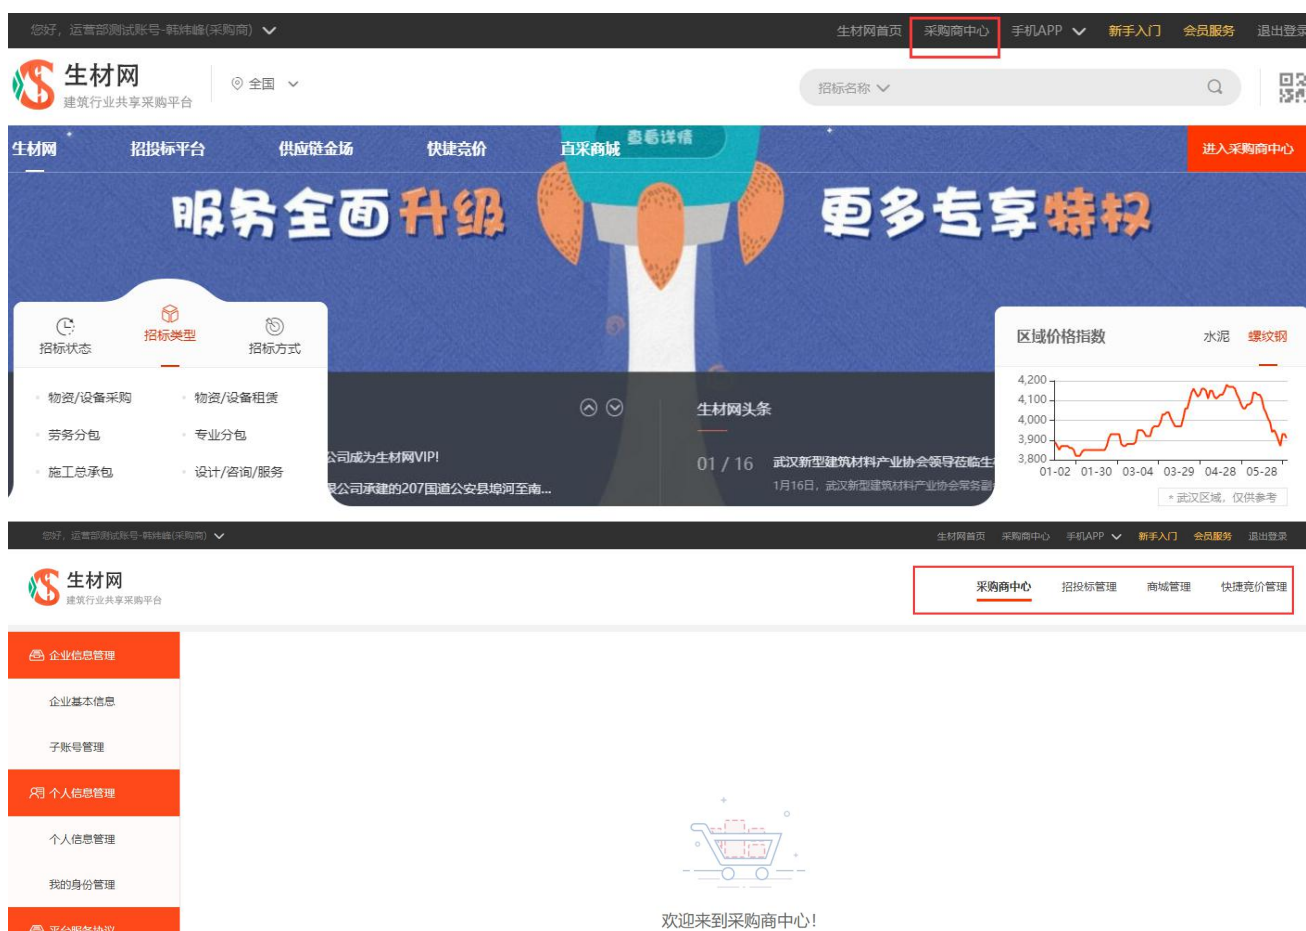 您好，运营部测试账号-韩炜峰(采购商)
生材网首页 采购商中心 手机APP 新手入门 会员服务 退出登录
生材网
建筑行业共享采购平台
全国
招标名称
生材网 招投标平台 供应链金场 快捷竞价 直采商城
查看详情
进入采购商中心
服务全面升级 更多专享特权
招标状态 招标类型 招标方式
物资/设备采购 物资/设备租赁
劳务分包 专业分包
施工总承包 设计/咨询/服务
公司成为生材网VIP!
限公司承建的207国道公安县埠河至南...
生材网头条
01 / 16 武汉新型建筑材料产业协会领导莅临生
1月16日，武汉新型建筑材料产业协会常务副
区域价格指数 水泥 螺纹钢
4,200
4,100
4,000
3,900
3,800
01-02 01-30 03-04 03-29 04-28 05-28
* 武汉区域，仅供参考
您好，运营部测试账号-韩炜峰(采购商)
生材网首页 采购商中心 手机APP 新手入门 会员服务 退出登录
生材网
建筑行业共享采购平台
采购商中心 招投标管理 商城管理 快捷竞价管理
企业信息管理
企业基本信息
子账号管理
个人信息管理
个人信息管理
我的身份管理
平台服务协议
欢迎来到采购商中心！